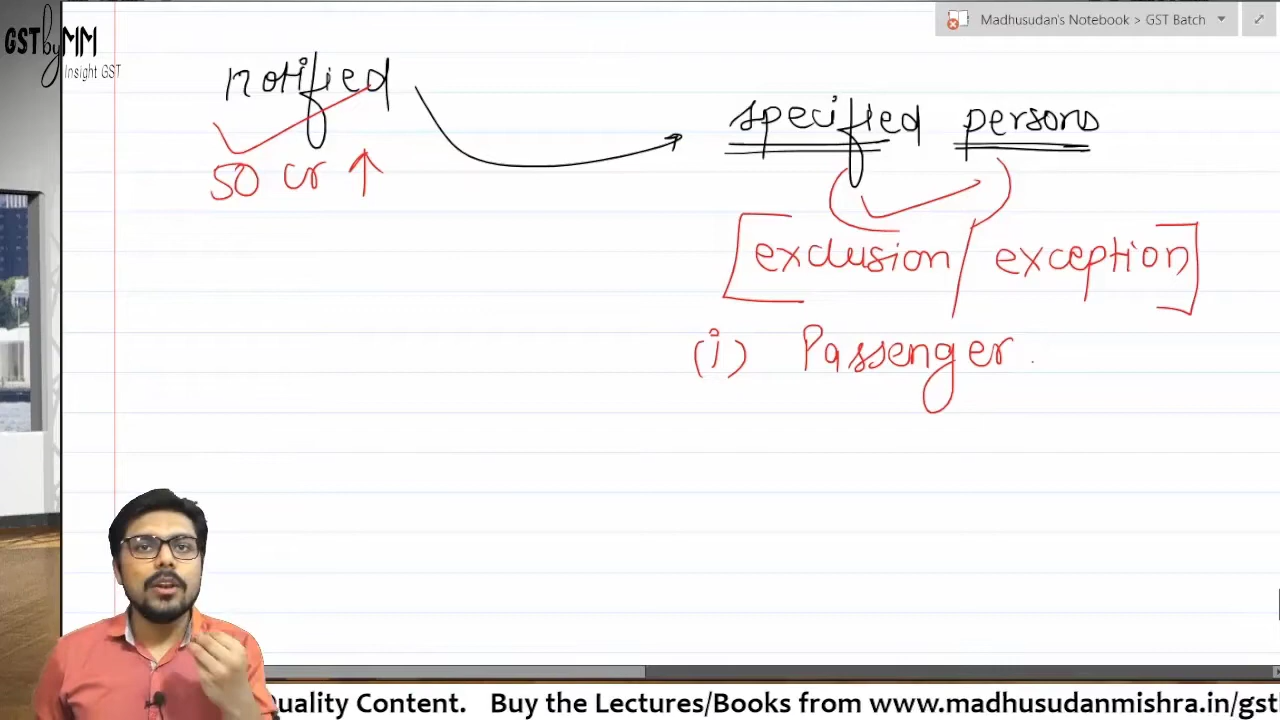 GST by MM
Insight GST
Madhusudan's Notebook > GST Batch
notified
50 cr ↑
specified persons
[exclusion / exception]
(i) Passenger
uality Content. Buy the Lectures/Books from www.madhusudanmishra.in/gst